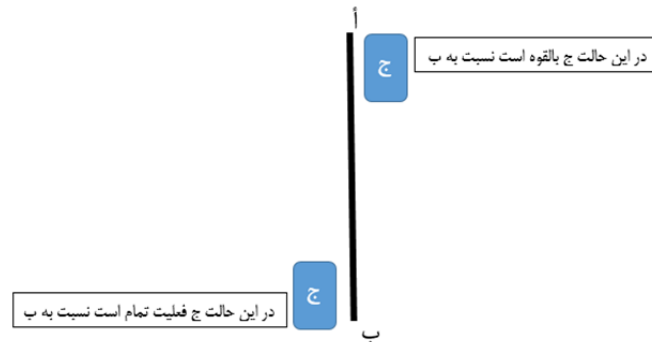 أ
ج
در این حالت ج بالقوه است نسبت به ب
ج
در این حالت ج فعلیت تمام است نسبت به ب
ب